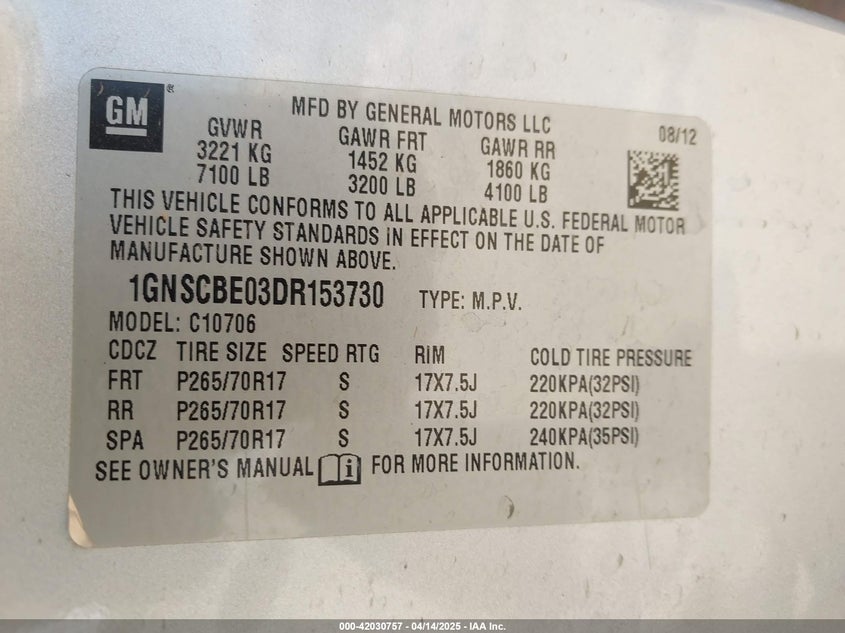 GM ®
MFD BY GENERAL MOTORS LLC
08/12
GVWR GAWR FRT GAWR RR
3221 KG 1452 KG 1860 KG
7100 LB 3200 LB 4100 LB
THIS VEHICLE CONFORMS TO ALL APPLICABLE U.S. FEDERAL MOTOR
VEHICLE SAFETY STANDARDS IN EFFECT ON THE DATE OF
MANUFACTURE SHOWN ABOVE.
1GNSCBE03DR153730 TYPE: M.P.V.
MODEL: C10706
CDCZ TIRE SIZE SPEED RTG RIM COLD TIRE PRESSURE
FRT P265/70R17 S 17X7.5J 220KPA(32PSI)
RR P265/70R17 S 17X7.5J 220KPA(32PSI)
SPA P265/70R17 S 17X7.5J 240KPA(35PSI)
SEE OWNER'S MANUAL i FOR MORE INFORMATION.
000-42030757 - 04/14/2025 - IAA Inc.